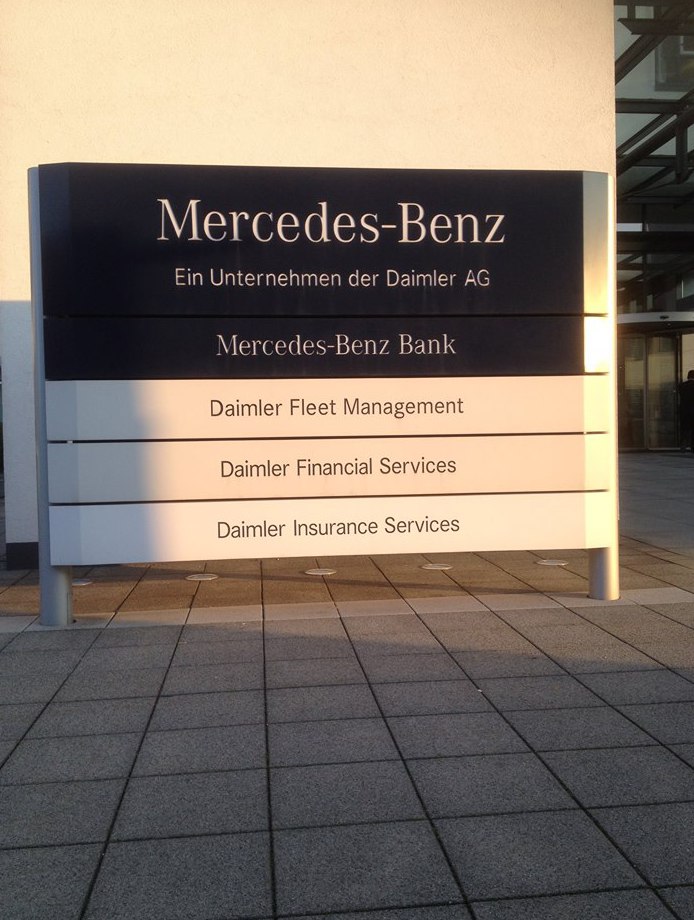 Mercedes-Benz
Ein Unternehmen der Daimler AG
Mercedes-Benz Bank
Daimler Fleet Management
Daimler Financial Services
Daimler Insurance Services